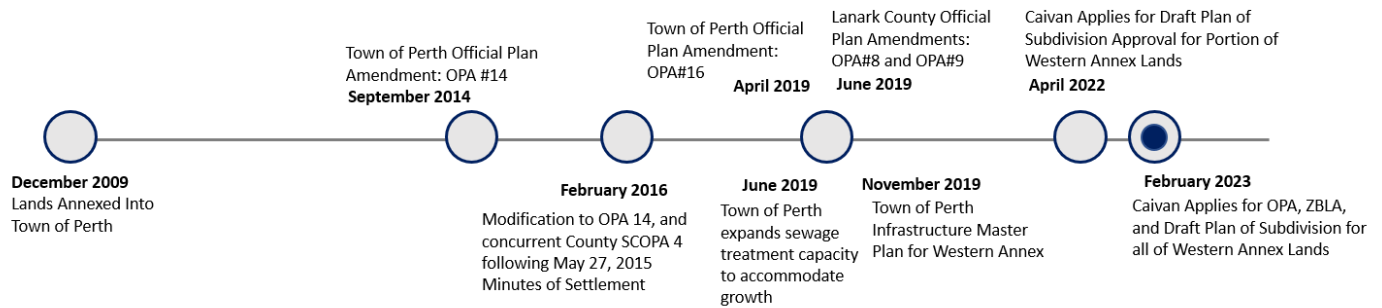 December 2009
Lands Annexed Into
Town of Perth
Town of Perth Official Plan
Amendment: OPA #14
September 2014
February 2016
Modification to OPA 14, and
concurrent County SCOPA 4
following May 27, 2015
Minutes of Settlement
Town of Perth Official
Plan Amendment:
OPA#16
April 2019
Lanark County Official
Plan Amendments:
OPA#8 and OPA#9
June 2019
June 2019
Town of Perth
expands sewage
treatment capacity
to accommodate
growth
November 2019
Town of Perth
Infrastructure Master
Plan for Western Annex
Caivan Applies for Draft Plan of
Subdivision Approval for Portion of
Western Annex Lands
April 2022
February 2023
Caivan Applies for OPA, ZBLA,
and Draft Plan of Subdivision for
all of Western Annex Lands